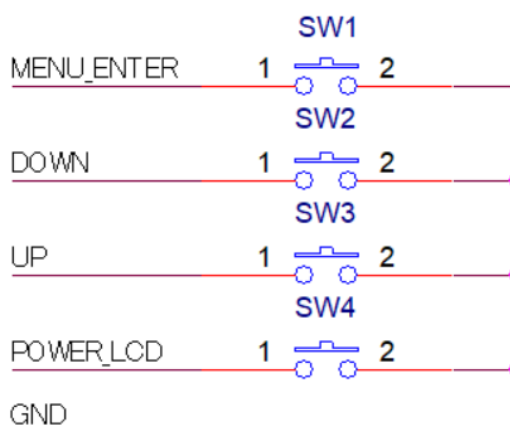 SW1
MENU_ENTER 1 2
SW2
DOWN 1 2
SW3
UP 1 2
SW4
POWER_LCD 1 2
GND